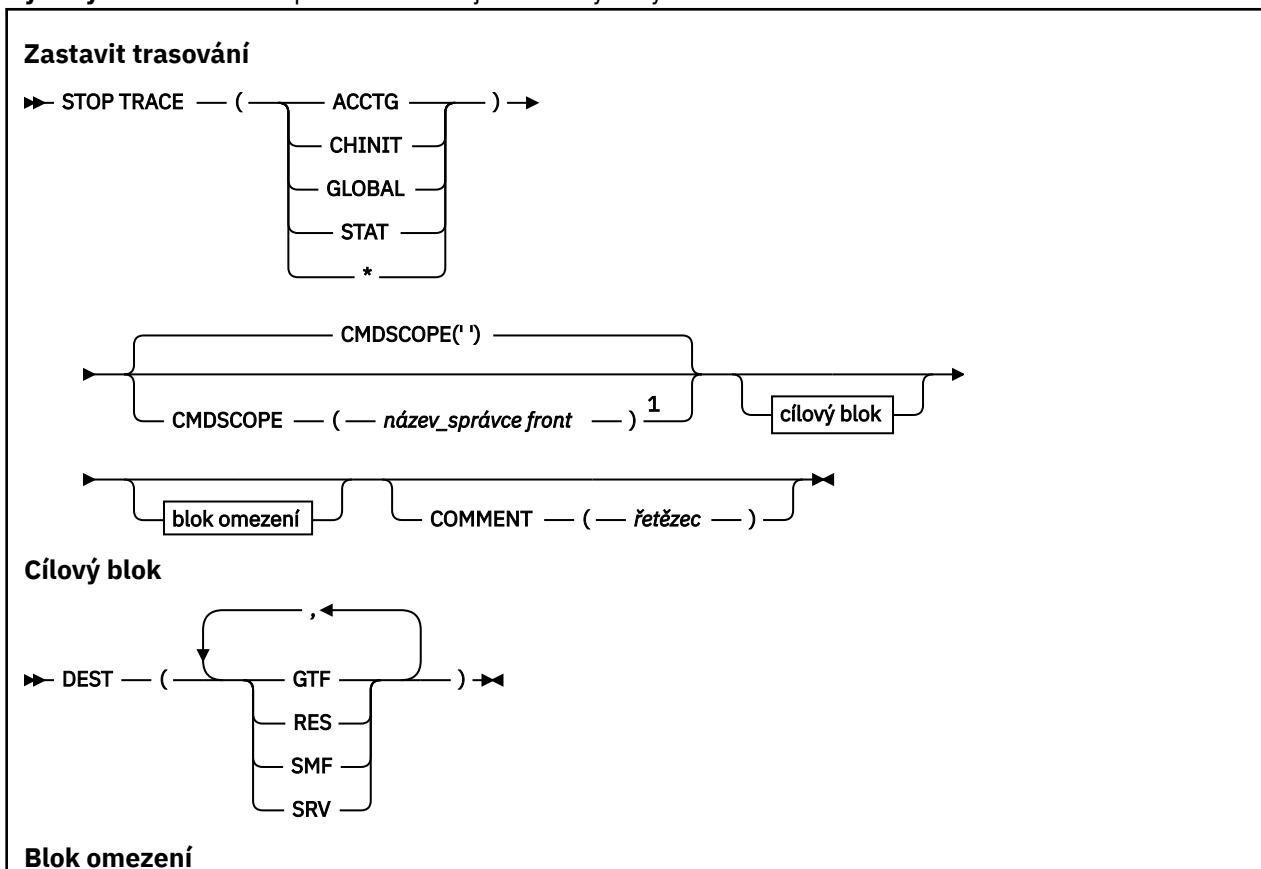 Zastavit trasování
STOP TRACE — ( — ACCTG — )
CHINIT
GLOBAL
STAT
*
CMDSCOPE(' ')
CMDSCOPE — ( — název_správce front — ) 1
cílový blok
blok omezení
COMMENT — ( — řetězec — )
Cílový blok
,
DEST — ( — GTF — )
RES
SMF
SRV
Blok omezení